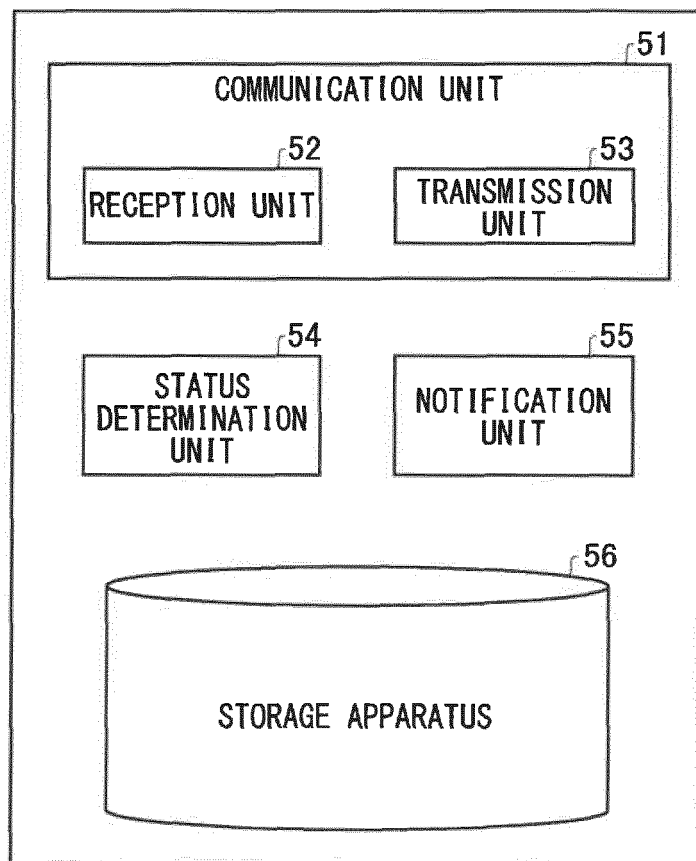 51
COMMUNICATION UNIT
52
53
RECEPTION UNIT
TRANSMISSION
UNIT
54
55
STATUS
DETERMINATION
UNIT
NOTIFICATION
UNIT
56
STORAGE APPARATUS